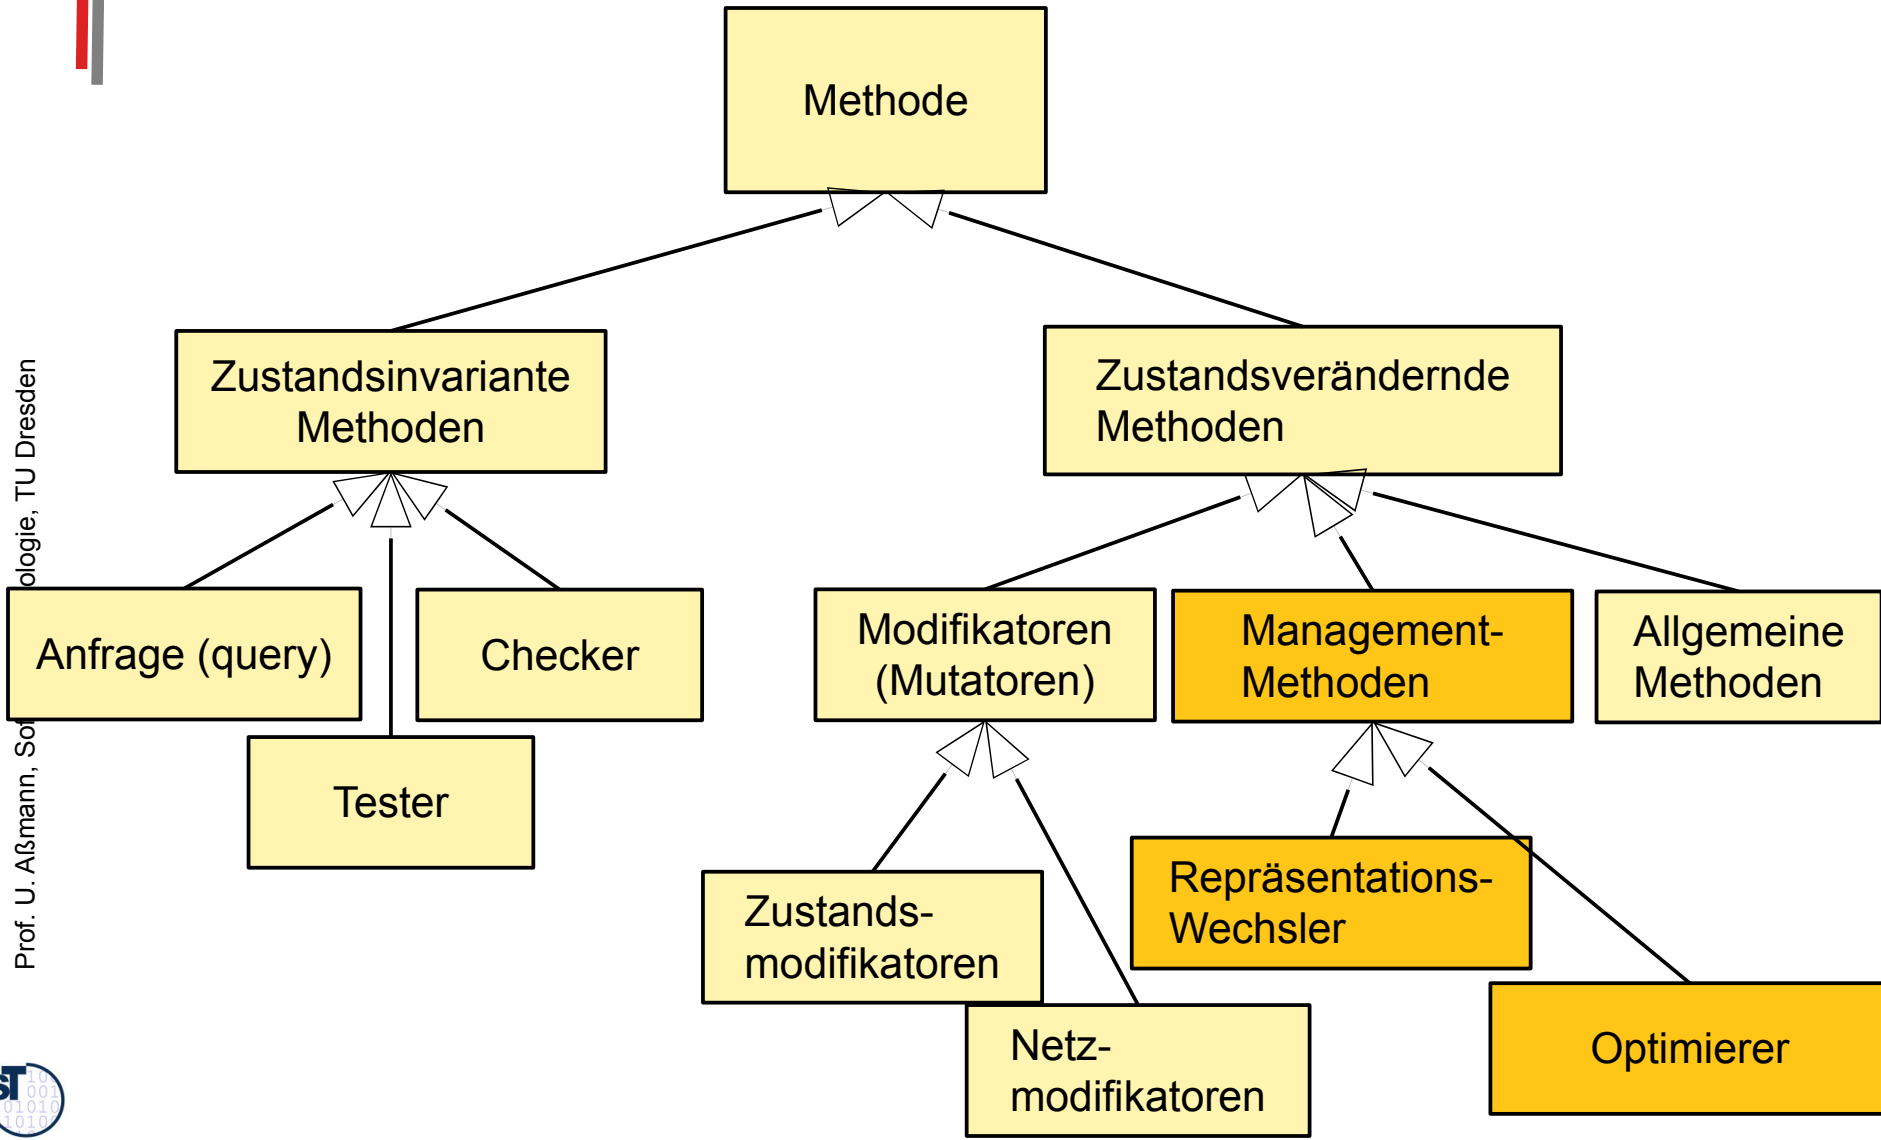 Methode
Zustandsinvariante
Methoden
Zustandsverändernde
Methoden
Anfrage (query)
Checker
Tester
Modifikatoren
(Mutatoren)
Management-
Methoden
Allgemeine
Methoden
Zustands-
modifikatoren
Netz-
modifikatoren
Repräsentations-
Wechsler
Optimierer
Prof. U. Aßmann, TU Dresden